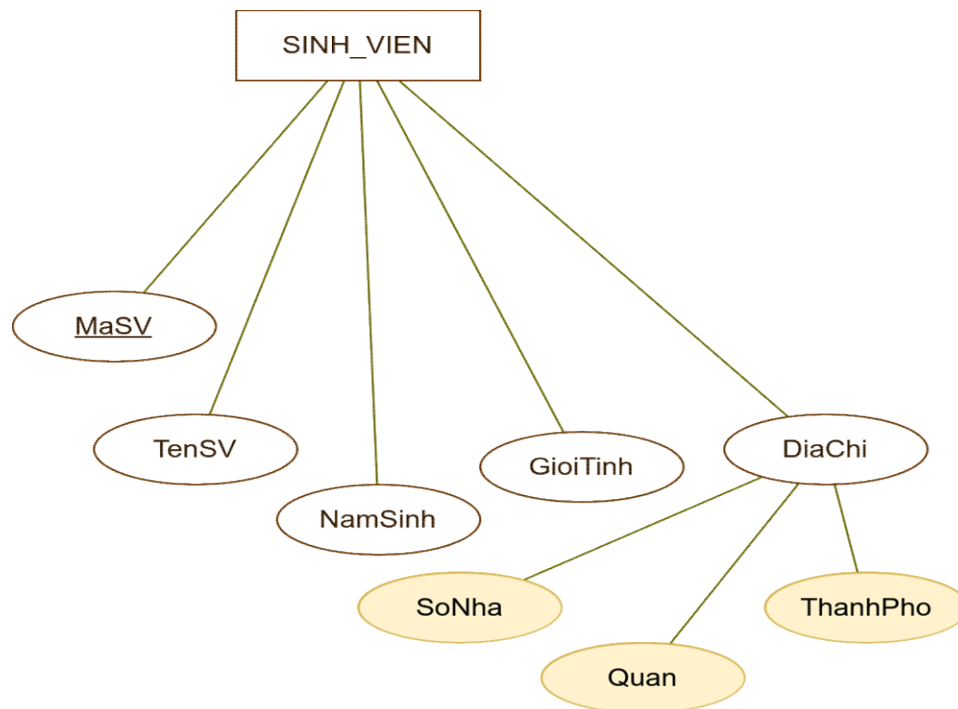 SINH_VIEN
MaSV
TenSV
NamSinh
GioiTinh
DiaChi
SoNha
Quan
ThanhPho